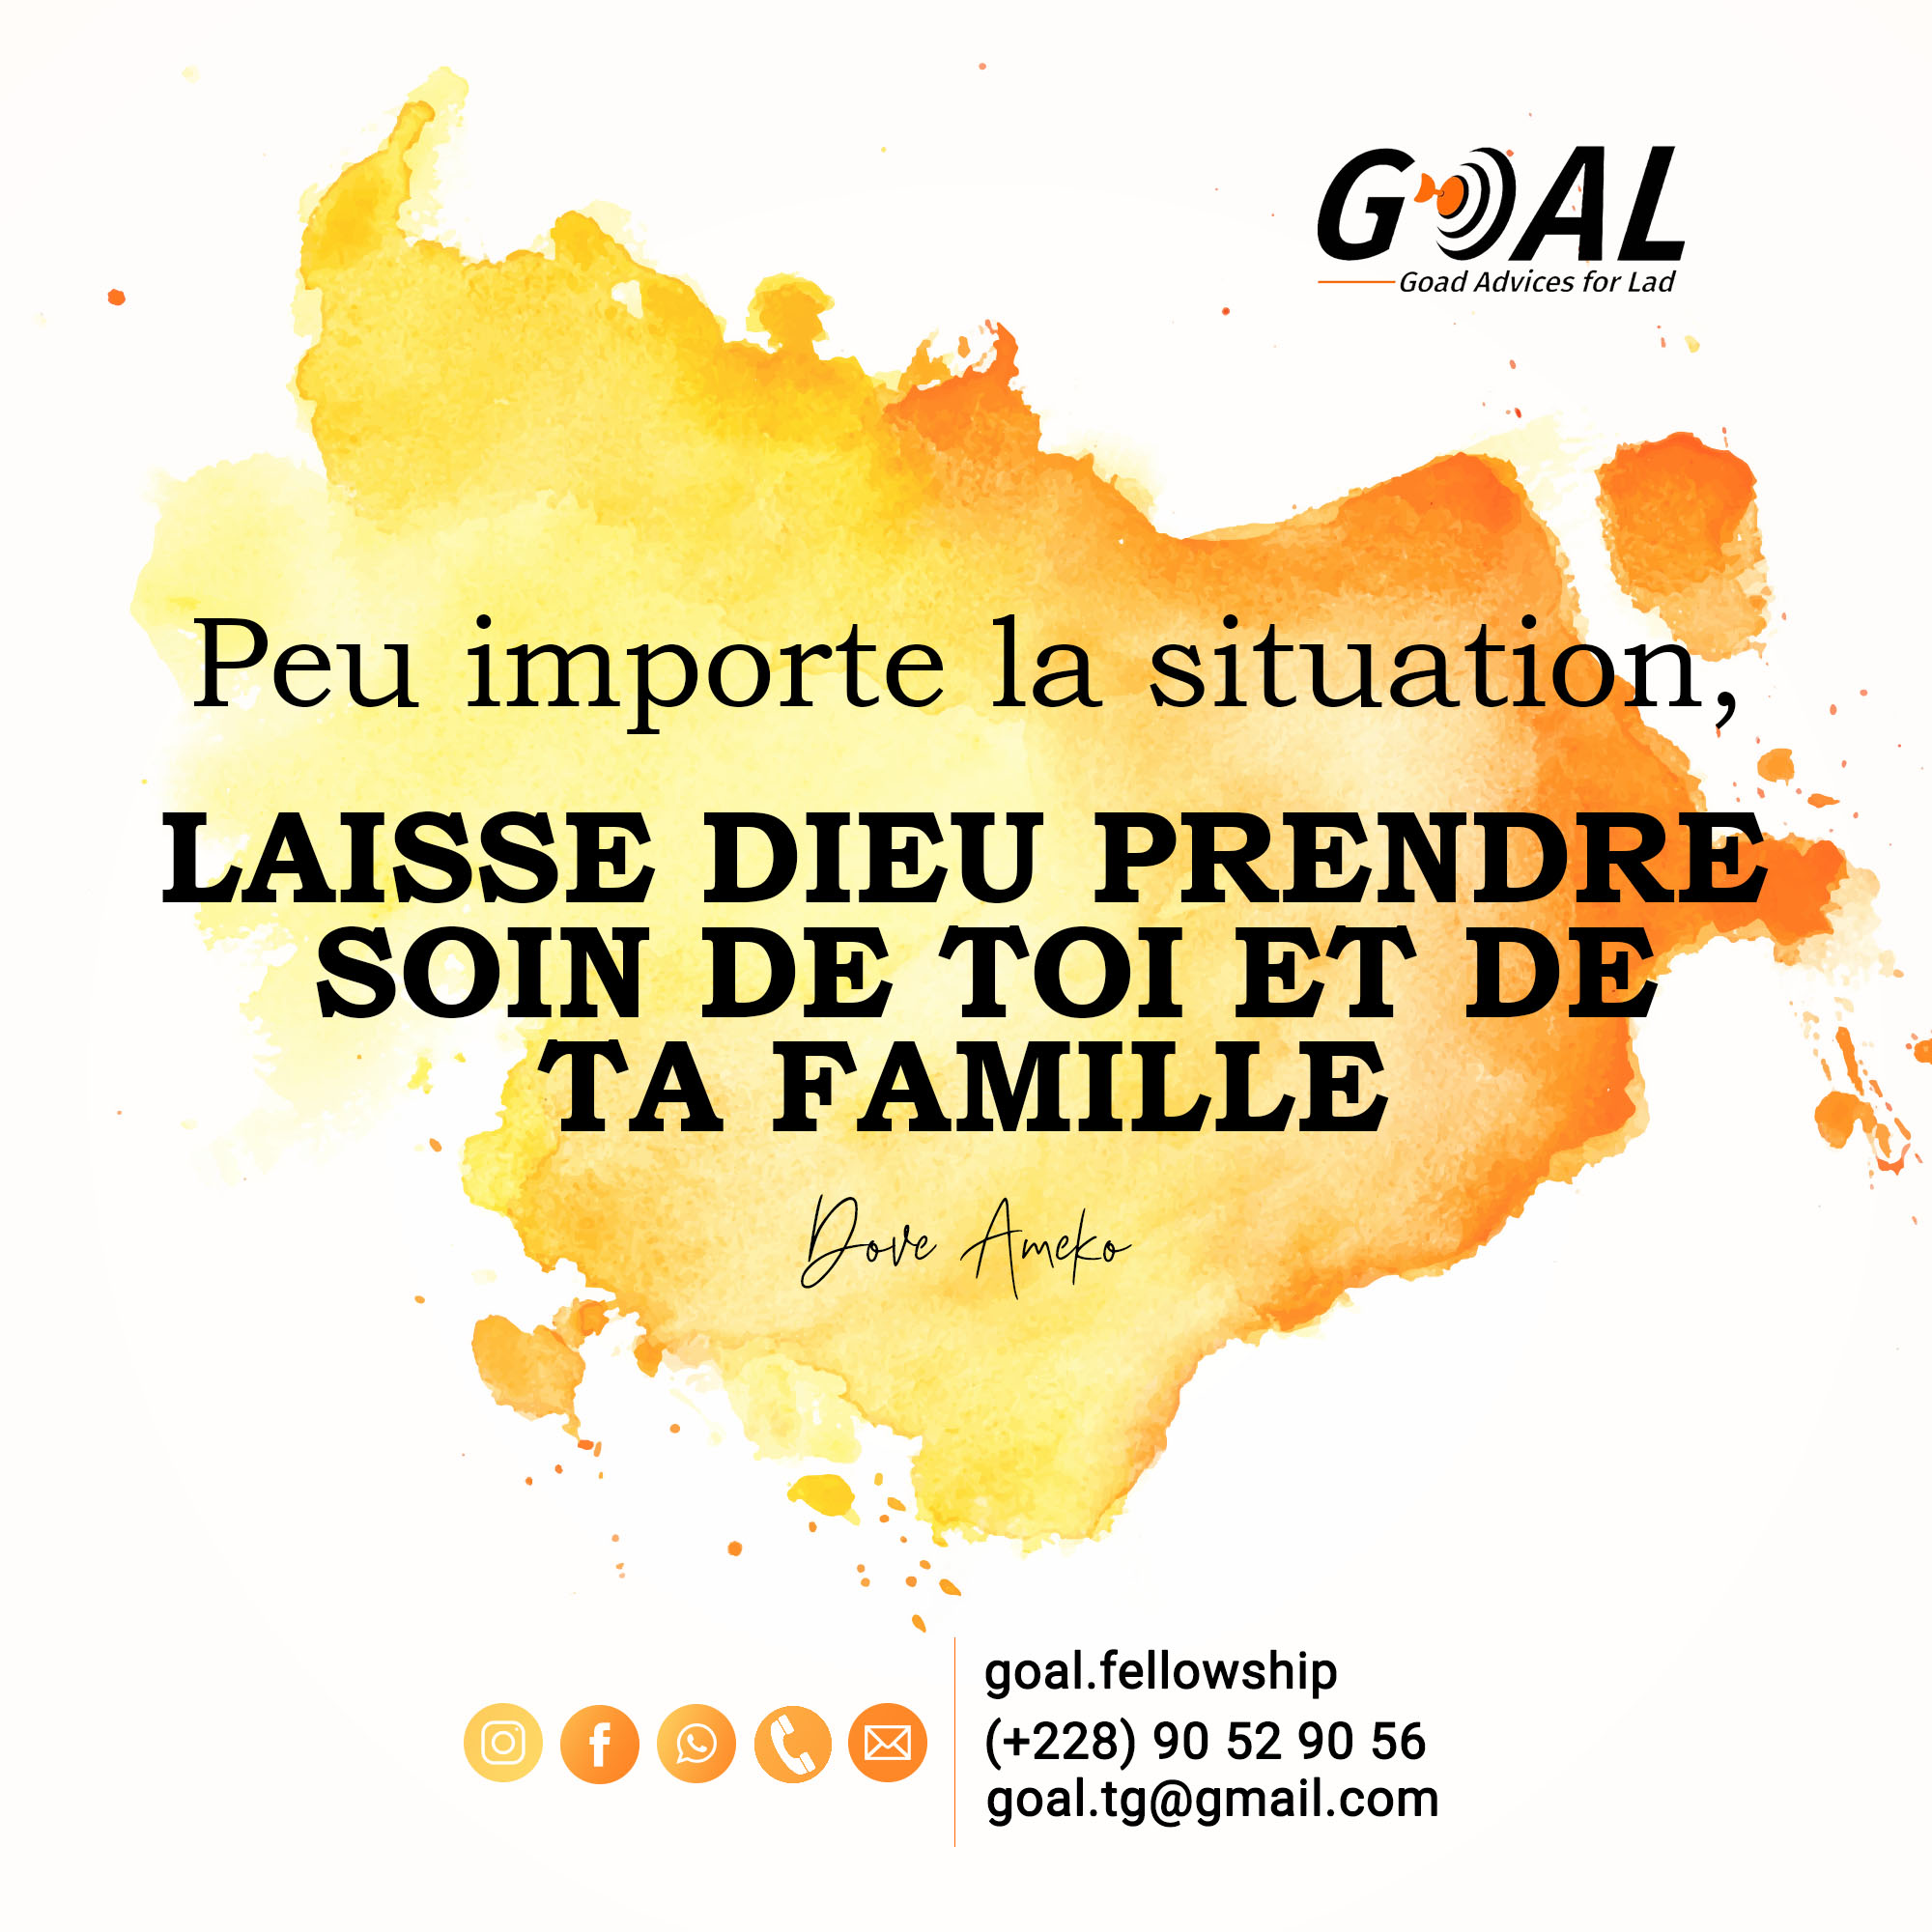 GOAL
Goad Advices for Lad
Peu importe la situation,
LAISSE DIEU PRENDRE
SOIN DE TOI ET DE
TA FAMILLE
Dove Ameko
goal.fellowship
(+228) 90 52 90 56
goal.tg@gmail.com